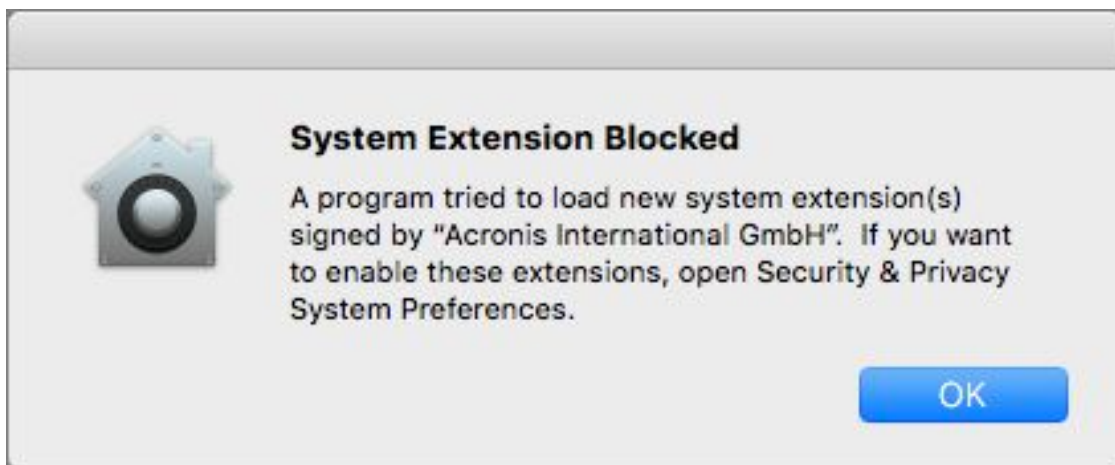 System Extension Blocked
A program tried to load new system extension(s)
signed by “Acronis International GmbH”.  If you want
to enable these extensions, open Security & Privacy
System Preferences.
OK